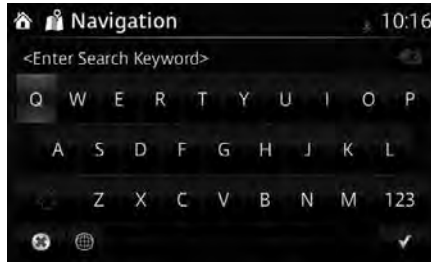 Navigation 10:16
<Enter Search Keyword>
Q W E R T Y U I O P
A S D F G H J K L
Z X C V B N M 123